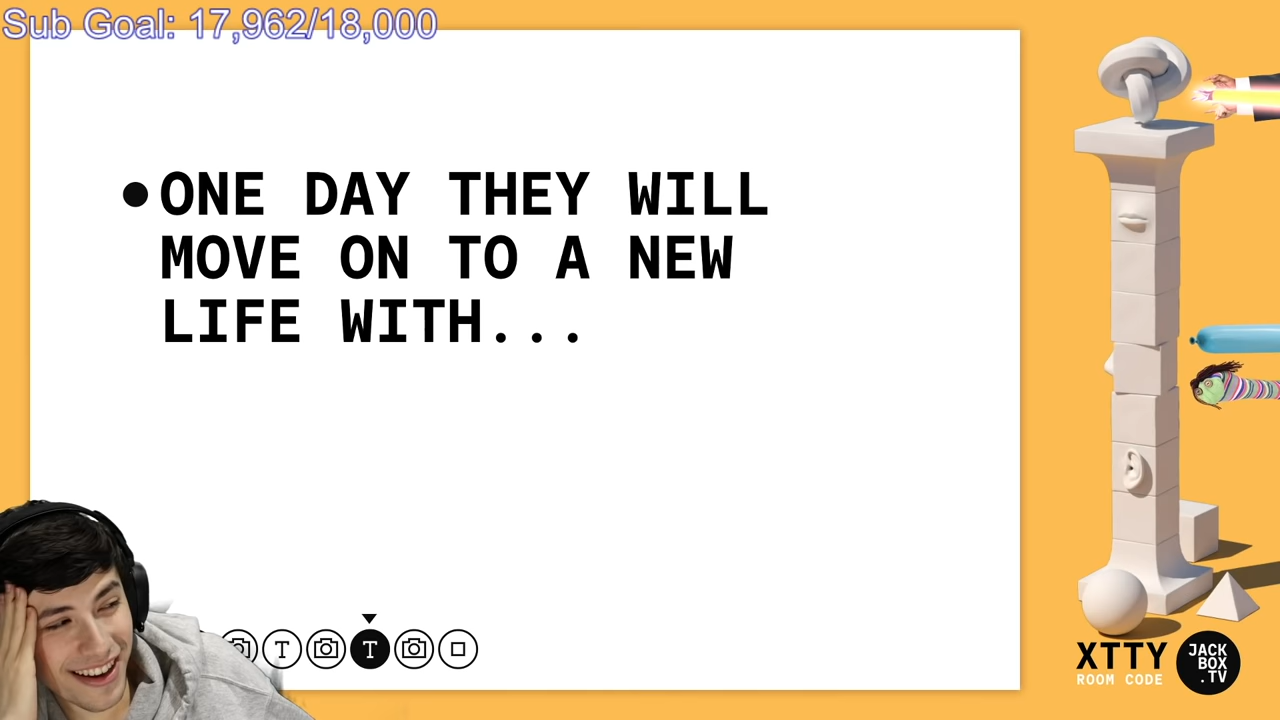 Sub Goal: 17,962/18,000
•ONE DAY THEY WILL
MOVE ON TO A NEW
LIFE WITH...
T
T
XTTY
ROOM CODE
JACK
BOX
.TV